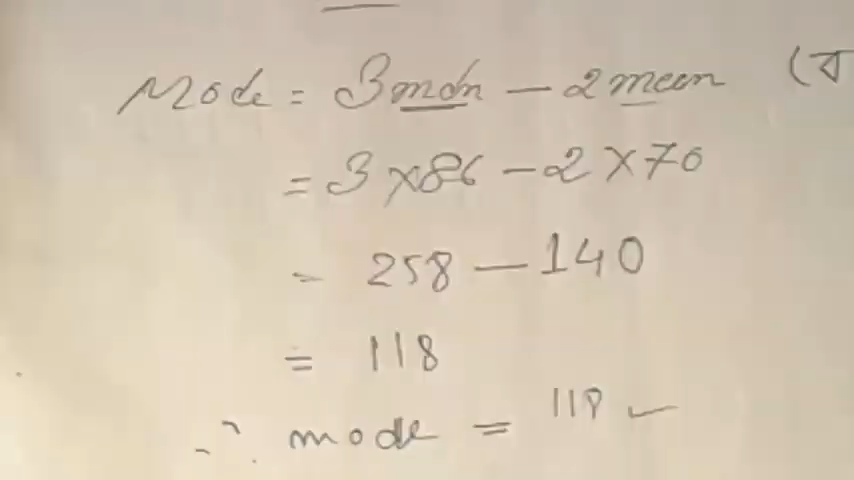 Mode = 3 mdn - 2 mean
= 3 × 86 - 2 × 70
= 258 - 140
= 118
∴ mode = 118